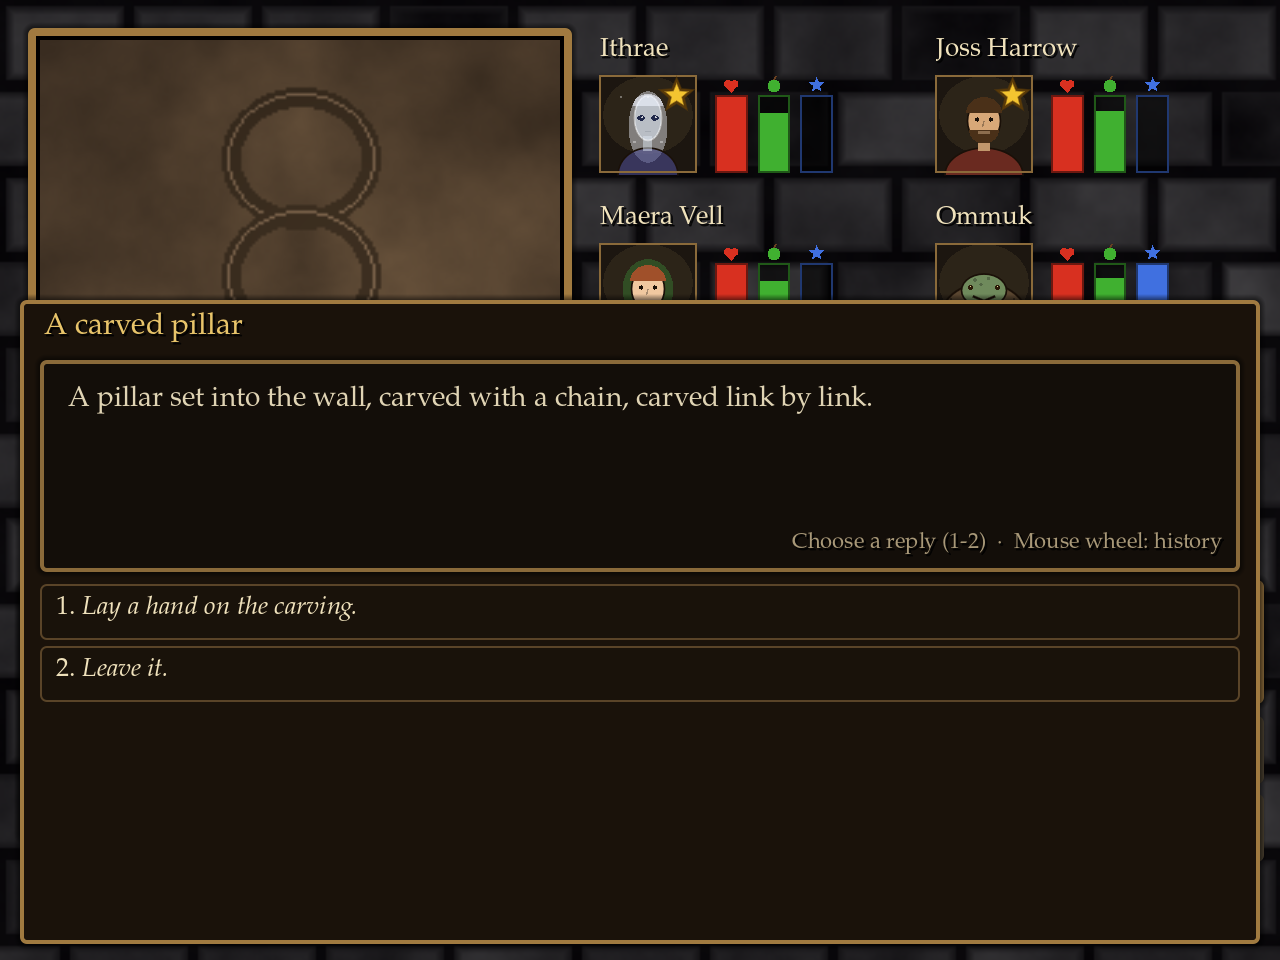 Ithrae
Joss Harrow
Maera Vell
Ommuk
A carved pillar
A pillar set into the wall, carved with a chain, carved link by link.
Choose a reply (1-2) · Mouse wheel: history
1. Lay a hand on the carving.
2. Leave it.